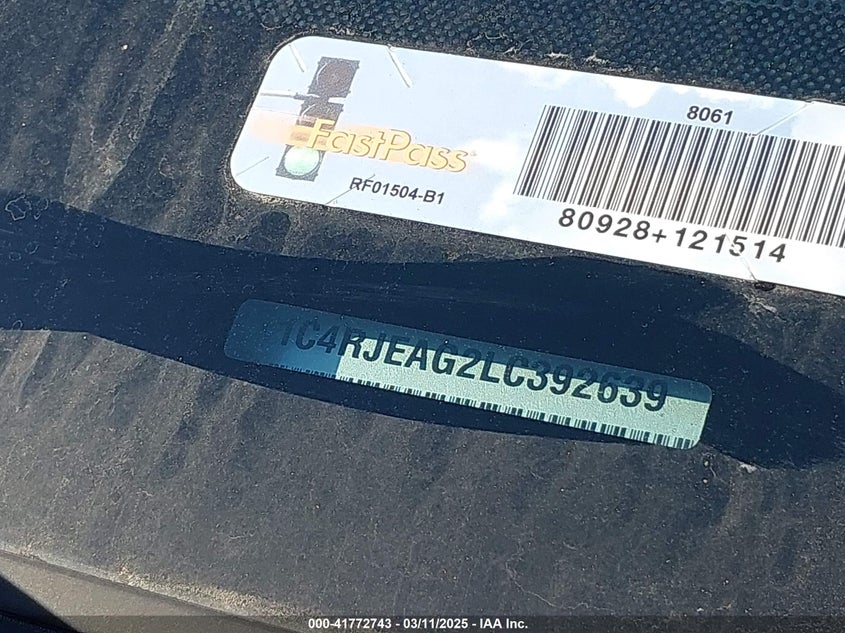 8061
FastPass
RF01504-B1
80928+121514
1C4RJEAG2LC392639
000-41772743 - 03/11/2025 - IAA Inc.